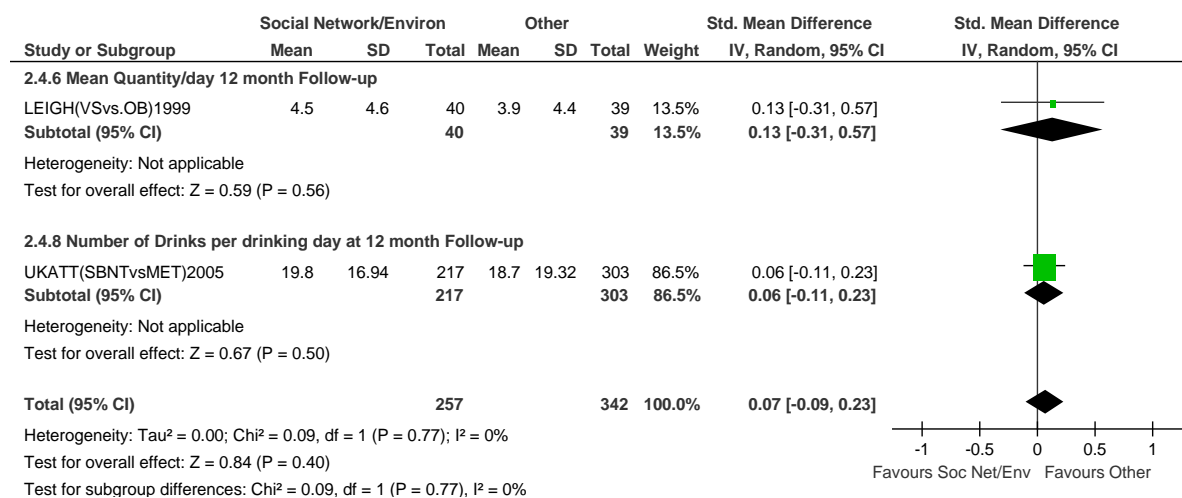 Social Network/Environ Other Std. Mean Difference Std. Mean Difference
Study or Subgroup Mean SD Total Mean SD Total Weight IV, Random, 95% CI IV, Random, 95% CI
2.4.6 Mean Quantity/day 12 month Follow-up
LEIGH(VSvs.OB)1999 4.5 4.6 40 3.9 4.4 39 13.5% 0.13 [-0.31, 0.57]
Subtotal (95% CI) 40 39 13.5% 0.13 [-0.31, 0.57]
Heterogeneity: Not applicable
Test for overall effect: Z = 0.59 (P = 0.56)
2.4.8 Number of Drinks per drinking day at 12 month Follow-up
UKATT(SBNTvsMET)2005 19.8 16.94 217 18.7 19.32 303 86.5% 0.06 [-0.11, 0.23]
Subtotal (95% CI) 217 303 86.5% 0.06 [-0.11, 0.23]
Heterogeneity: Not applicable
Test for overall effect: Z = 0.67 (P = 0.50)
Total (95% CI) 257 342 100.0% 0.07 [-0.09, 0.23]
Heterogeneity: Tau² = 0.00; Chi² = 0.09, df = 1 (P = 0.77); I² = 0%
Test for overall effect: Z = 0.84 (P = 0.40)
Test for subgroup differences: Chi² = 0.09, df = 1 (P = 0.77), I² = 0%
-1 -0.5 0 0.5 1
Favours Soc Net/Env Favours Other